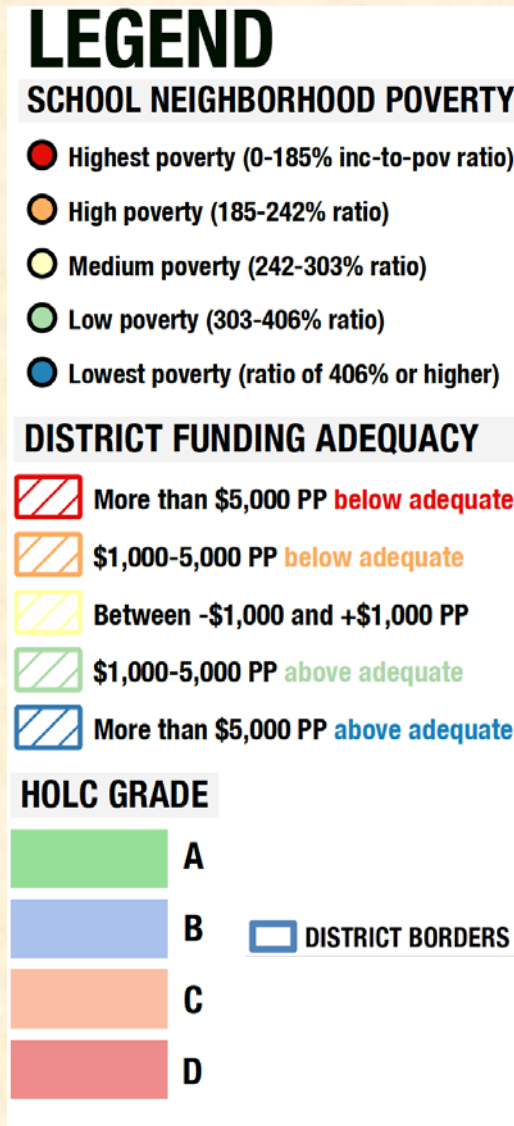 LEGEND
SCHOOL NEIGHBORHOOD POVERTY
Highest poverty (0-185% inc-to-pov ratio)
High poverty (185-242% ratio)
Medium poverty (242-303% ratio)
Low poverty (303-406% ratio)
Lowest poverty (ratio of 406% or higher)
DISTRICT FUNDING ADEQUACY
More than $5,000 PP below adequate
$1,000-5,000 PP below adequate
Between -$1,000 and +$1,000 PP
$1,000-5,000 PP above adequate
More than $5,000 PP above adequate
HOLC GRADE
A
B
DISTRICT BORDERS
C
D